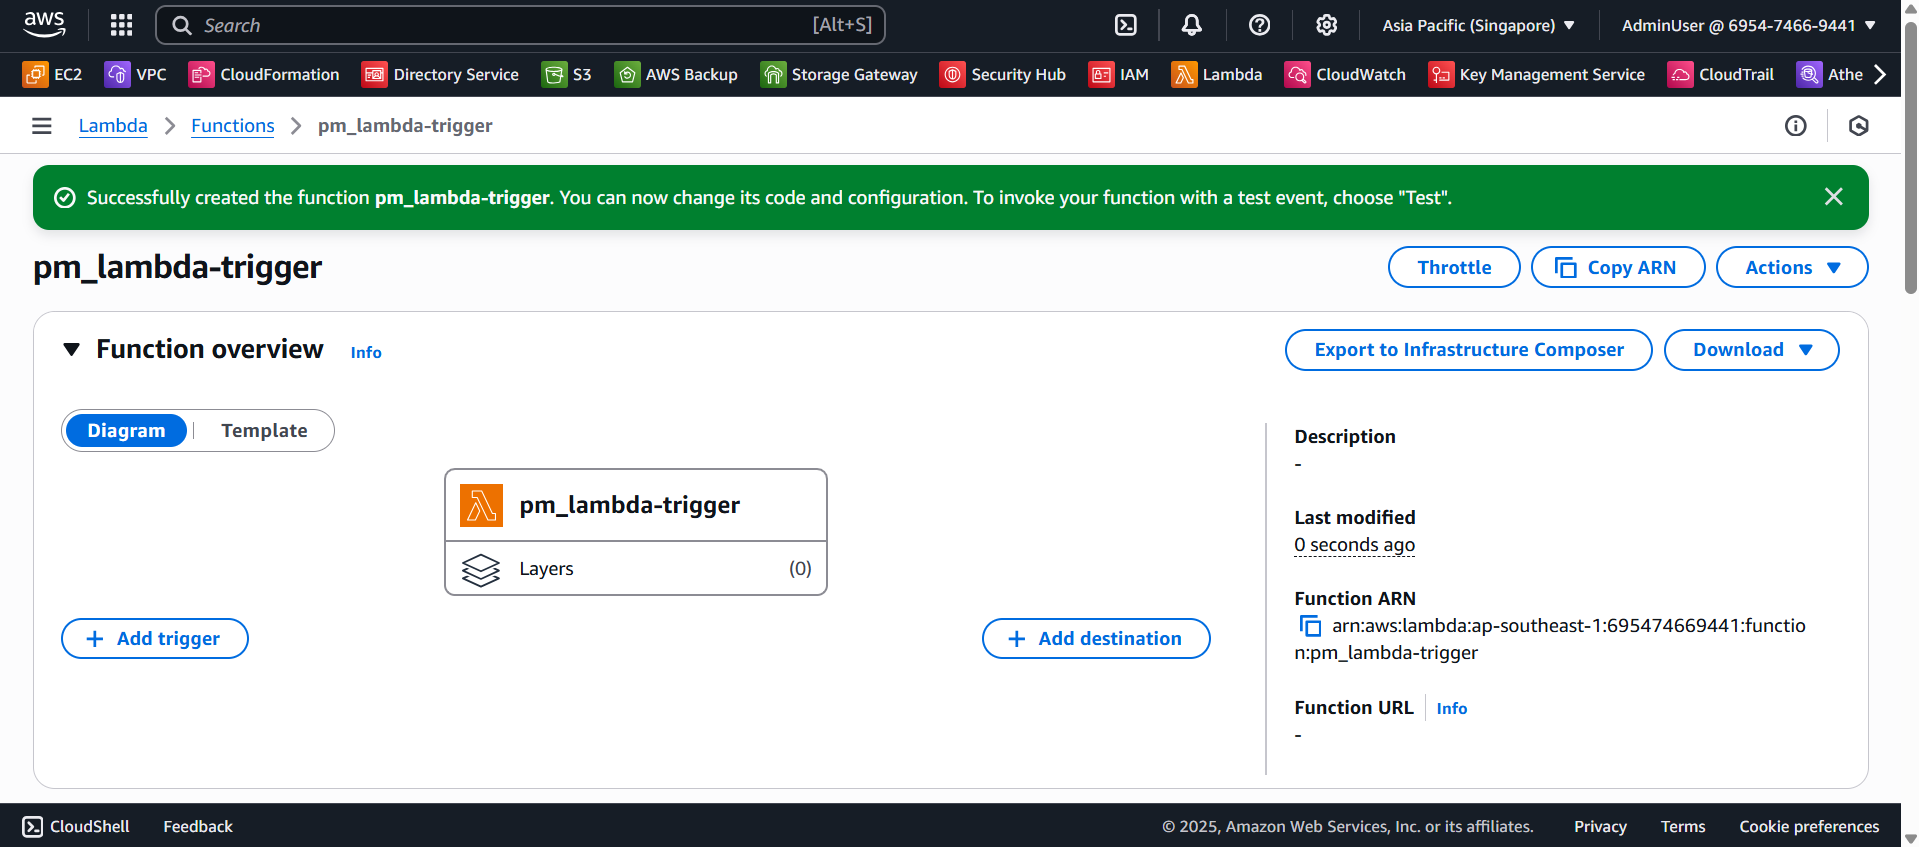 aws
Search [Alt+S]
Asia Pacific (Singapore)
AdminUser @ 6954-7466-9441
EC2 VPC CloudFormation Directory Service S3 AWS Backup Storage Gateway Security Hub IAM Lambda CloudWatch Key Management Service CloudTrail Athe
Lambda Functions pm_lambda-trigger
Successfully created the function pm_lambda-trigger. You can now change its code and configuration. To invoke your function with a test event, choose "Test".
pm_lambda-trigger
Throttle Copy ARN Actions
Function overview Info
Export to Infrastructure Composer Download
Diagram Template
pm_lambda-trigger
Layers (0)
+ Add trigger
+ Add destination
Description
-
Last modified
0 seconds ago
Function ARN
arn:aws:lambda:ap-southeast-1:695474669441:functio
n:pm_lambda-trigger
Function URL Info
-
CloudShell Feedback
© 2025, Amazon Web Services, Inc. or its affiliates. Privacy Terms Cookie preferences